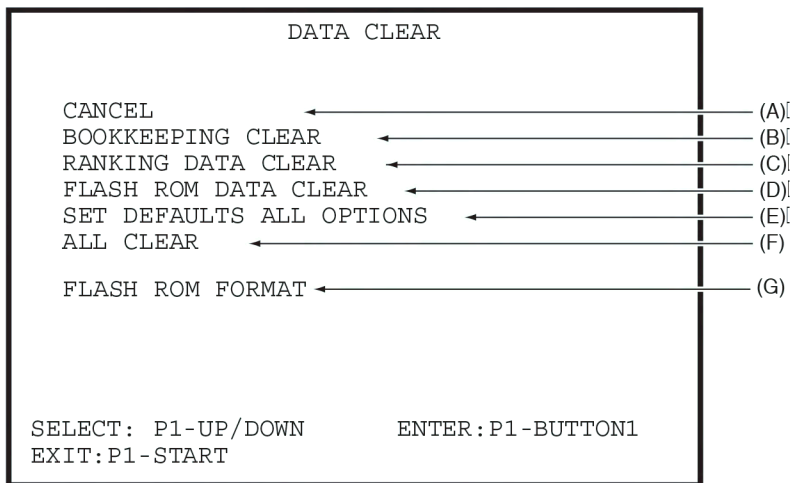 DATA CLEAR
CANCEL (A)
BOOKKEEPING CLEAR (B)
RANKING DATA CLEAR (C)
FLASH ROM DATA CLEAR (D)
SET DEFAULTS ALL OPTIONS (E)
ALL CLEAR (F)
FLASH ROM FORMAT (G)
SELECT: P1-UP/DOWN ENTER:P1-BUTTON1
EXIT:P1-START